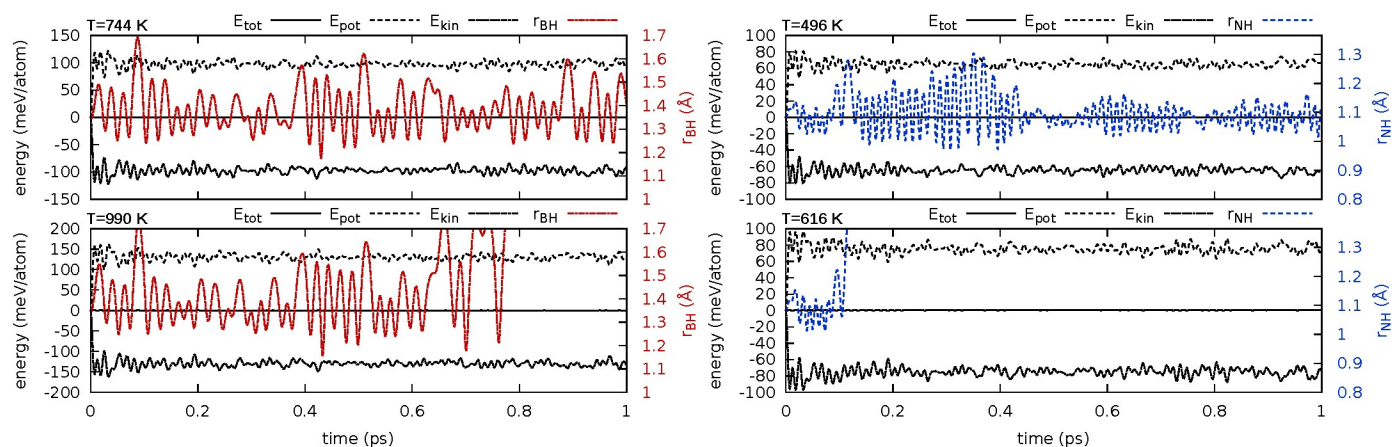 T=744 K E_tot E_pot E_kin r_BH
150 100 50 0 -50 -100 -150
energy (meV/atom)
1.7 1.6 1.5 1.4 1.3 1.2 1.1 1
r_BH (Å)
T=990 K E_tot E_pot E_kin r_BH
200 150 100 50 0 -50 -100 -150 -200
energy (meV/atom)
1.7 1.6 1.5 1.4 1.3 1.2 1.1 1
r_BH (Å)
0 0.2 0.4 0.6 0.8 1
time (ps)
T=496 K E_tot E_pot E_kin r_NH
100 80 60 40 20 0 -20 -40 -60 -80 -100
energy (meV/atom)
1.3 1.2 1.1 1 0.9 0.8
r_NH (Å)
T=616 K E_tot E_pot E_kin r_NH
100 80 60 40 20 0 -20 -40 -60 -80 -100
energy (meV/atom)
1.3 1.2 1.1 1 0.9 0.8
r_NH (Å)
0 0.2 0.4 0.6 0.8 1
time (ps)